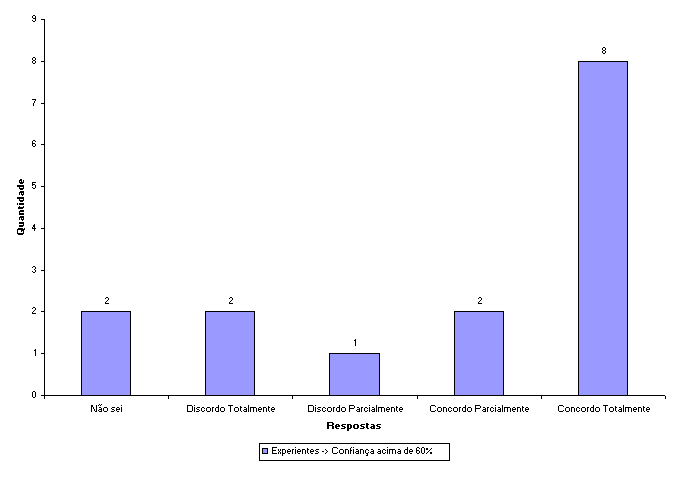 9
8
7
6
5
4
3
2
1
0
Quantidade
2
2
1
2
8
Não sei
Discordo Totalmente
Discordo Parcialmente
Concordo Parcialmente
Concordo Totalmente
Respostas
Experientes -> Confiança acima de 60%